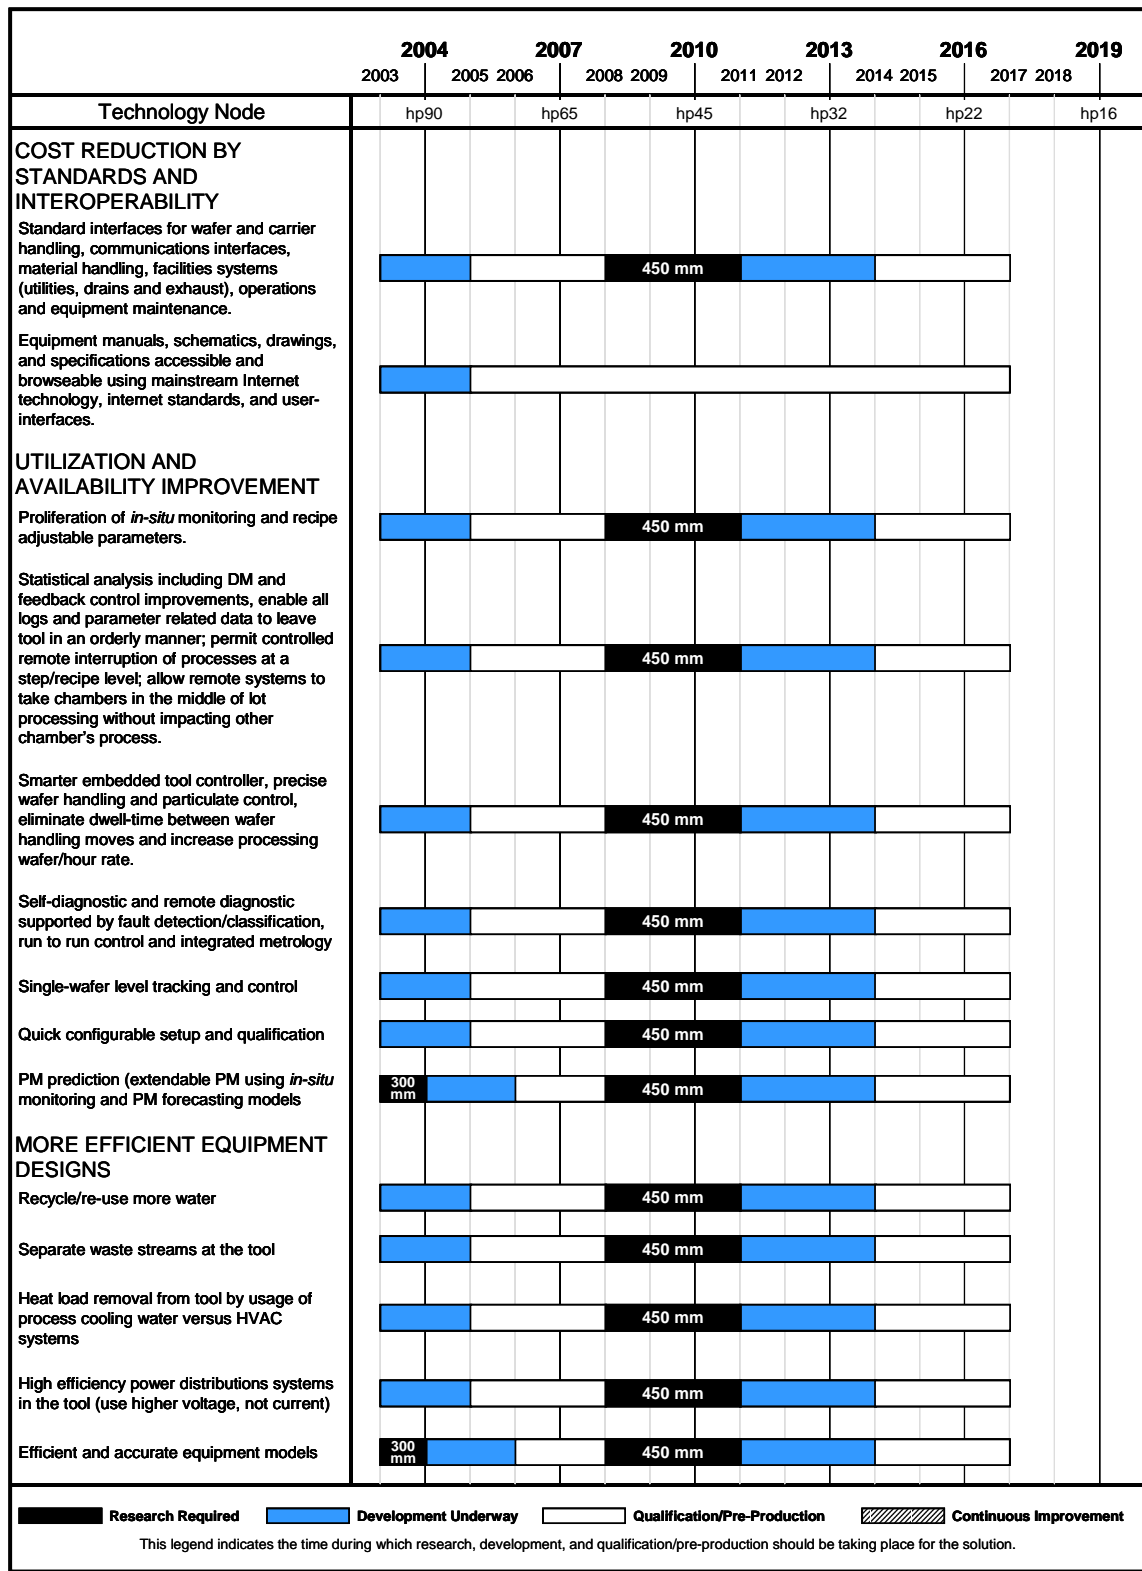 2004 2007 2010 2013 2016 2019
2003 2005 2006 2008 2009 2011 2012 2014 2015 2017 2018
Technology Node hp90 hp65 hp45 hp32 hp22 hp16
COST REDUCTION BY
STANDARDS AND
INTEROPERABILITY
Standard interfaces for wafer and carrier
handling, communications interfaces,
material handling, facilities systems
(utilities, drains and exhaust), operations
and equipment maintenance.
450 mm
Equipment manuals, schematics, drawings,
and specifications accessible and
browseable using mainstream Internet
technology, internet standards, and user-
interfaces.
UTILIZATION AND
AVAILABILITY IMPROVEMENT
Proliferation of in-situ monitoring and recipe
adjustable parameters.
450 mm
Statistical analysis including DM and
feedback control improvements, enable all
logs and parameter related data to leave
tool in an orderly manner; permit controlled
remote interruption of processes at a
step/recipe level; allow remote systems to
take chambers in the middle of lot
processing without impacting other
chamber's process.
450 mm
Smarter embedded tool controller, precise
wafer handling and particulate control,
eliminate dwell-time between wafer
handling moves and increase processing
wafer/hour rate.
450 mm
Self-diagnostic and remote diagnostic
supported by fault detection/classification,
run to run control and integrated metrology
450 mm
Single-wafer level tracking and control
450 mm
Quick configurable setup and qualification
450 mm
PM prediction (extendable PM using in-situ
monitoring and PM forecasting models
300
mm
450 mm
MORE EFFICIENT EQUIPMENT
DESIGNS
Recycle/re-use more water
450 mm
Separate waste streams at the tool
450 mm
Heat load removal from tool by usage of
process cooling water versus HVAC
systems
450 mm
High efficiency power distributions systems
in the tool (use higher voltage, not current)
450 mm
Efficient and accurate equipment models
300
mm
450 mm
Research Required Development Underway Qualification/Pre-Production Continuous Improvement
This legend indicates the time during which research, development, and qualification/pre-production should be taking place for the solution.